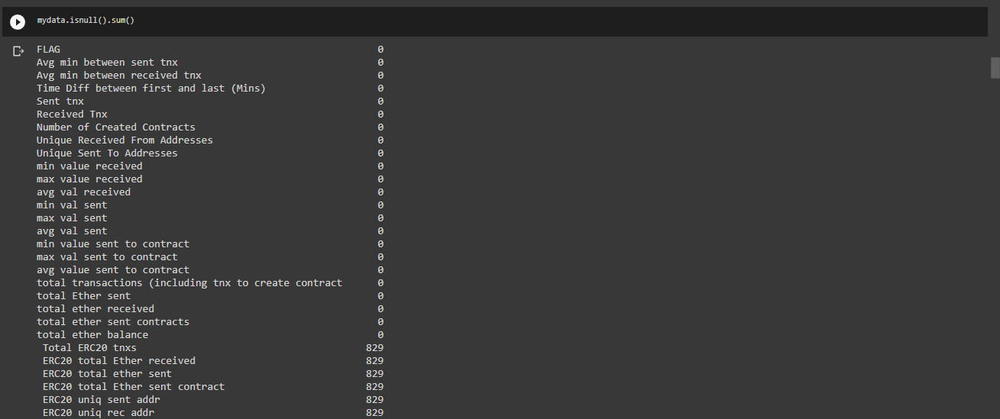 mydata.isnull().sum()
FLAG 0
Avg min between sent tnx 0
Avg min between received tnx 0
Time Diff between first and last (Mins) 0
Sent tnx 0
Received Tnx 0
Number of Created Contracts 0
Unique Received From Addresses 0
Unique Sent To Addresses 0
min value received 0
max value received 0
avg val received 0
min val sent 0
max val sent 0
avg val sent 0
min value sent to contract 0
max val sent to contract 0
avg value sent to contract 0
total transactions (including tnx to create contract 0
total Ether sent 0
total ether received 0
total ether sent contracts 0
total ether balance 0
Total ERC20 tnxs 829
ERC20 total Ether received 829
ERC20 total ether sent 829
ERC20 total Ether sent contract 829
ERC20 uniq sent addr 829
ERC20 uniq rec addr 829